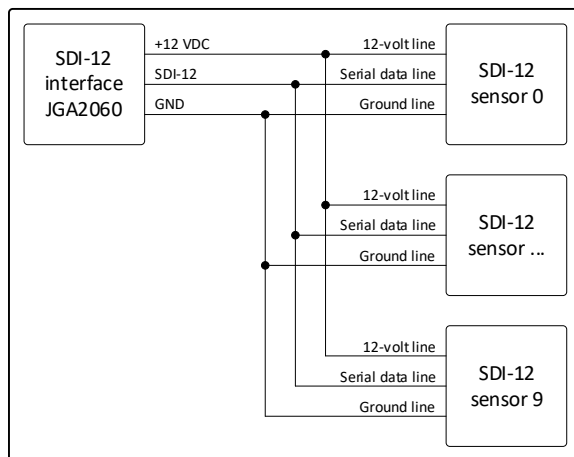 SDI-12
interface
JGA2060
+12 VDC
SDI-12
GND
12-volt line
Serial data line
Ground line
SDI-12
sensor 0
12-volt line
Serial data line
Ground line
SDI-12
sensor ...
12-volt line
Serial data line
Ground line
SDI-12
sensor 9